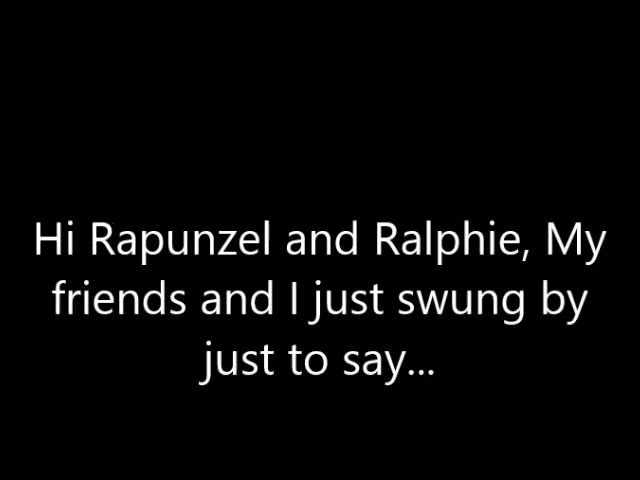 Hi Rapunzel and Ralphie, My
friends and I just swung by
just to say...